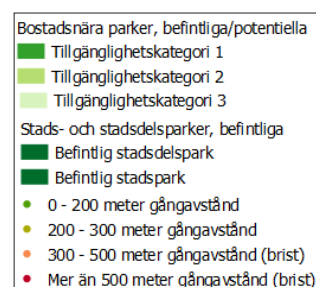 Bostadsnära parker, befintliga/potentiella
Tillgänglighetskategori 1
Tillgänglighetskategori 2
Tillgänglighetskategori 3
Stads- och stadsdelsparker, befintliga
Befintlig stadsdelspark
Befintlig stadspark
0 - 200 meter gångavstånd
200 - 300 meter gångavstånd
300 - 500 meter gångavstånd (brist)
Mer än 500 meter gångavstånd (brist)